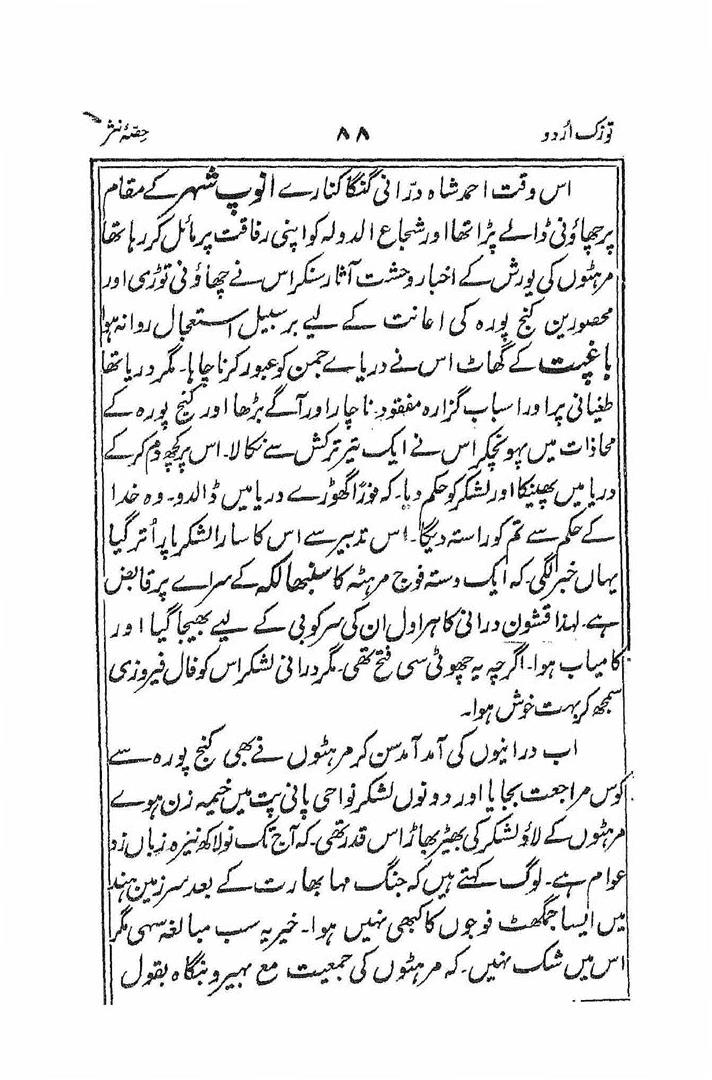 توزک اُردو ۸۸ حِصّۂ نثر
اس وقت احمد شاہ درّانی گنگا کنارے انوپ شہر کے مقام
پر چھاؤنی ڈالے پڑا تھا اور شجاع الدولہ کو اپنی رفاقت پر مائل کر رہا تھا
مرہٹوں کی یورش کے اخبار وحشت آثار سنکر اس نے چھاؤنی توڑی اور
محصورین کنج پورہ کی اعانت کے لیے بر سبیل استعجال روانہ ہوا
باغپت کے گھاٹ اس نے دریاے جمن کو عبور کرنا چاہا۔ مگر دریا تھا
طغیانی پر اور اسباب گزارہ مفقود۔ ناچار اور آگے بڑھا اور کنج پورہ کے
محاذات میں پہونچکر اس نے ایک تیر ترکش سے نکالا۔ اس پر کچھ دم کر کے
دریا میں پھینکا اور لشکر کو حکم دیا۔ کہ فوراً گھوڑے دریا میں ڈالدو۔ وہ خدا
کے حکم سے تم کو راستہ دیگا۔ اس تدبیر سے اس کا سارا لشکر پار اُتر گیا
یہاں خبر لگی۔ کہ ایک دستہ فوج مرہٹہ کا سنبھالکہ کے سراے پر قابض
ہے۔ لہذا قشون درانی کا ہراول ان کی سرکوبی کے لیے بھیجا گیا اور
کامیاب ہوا۔ اگرچہ یہ چھوٹی سی فتح تھی۔ مگر درانی لشکر اس کو فال فیروزی
سمجھ کر بہت خوش ہوا۔
اب درانیوں کی آمد آمد سن کر مرہٹوں نے بھی کنج پورہ سے
کوس مراجعت بجایا اور دونوں لشکر نواحی پانی پت میں خیمہ زن ہوے
مرہٹوں کے لاؤ لشکر کی بھیڑ بھاڑ اس قدر تھی۔ کہ آج تک نو لاکھ نیزہ زباں زد
عوام ہے۔ لوگ کہتے ہیں کہ جنگ مہا بھارت کے بعد سرزمین ہند
میں ایسا جمگھٹ فوجوں کا کبھی نہیں ہوا۔ خیر یہ سب مبالغہ سہی مگر
اس میں شک نہیں۔ کہ مرہٹوں کی جمعیت مع بہیر و بنگاہ بقول